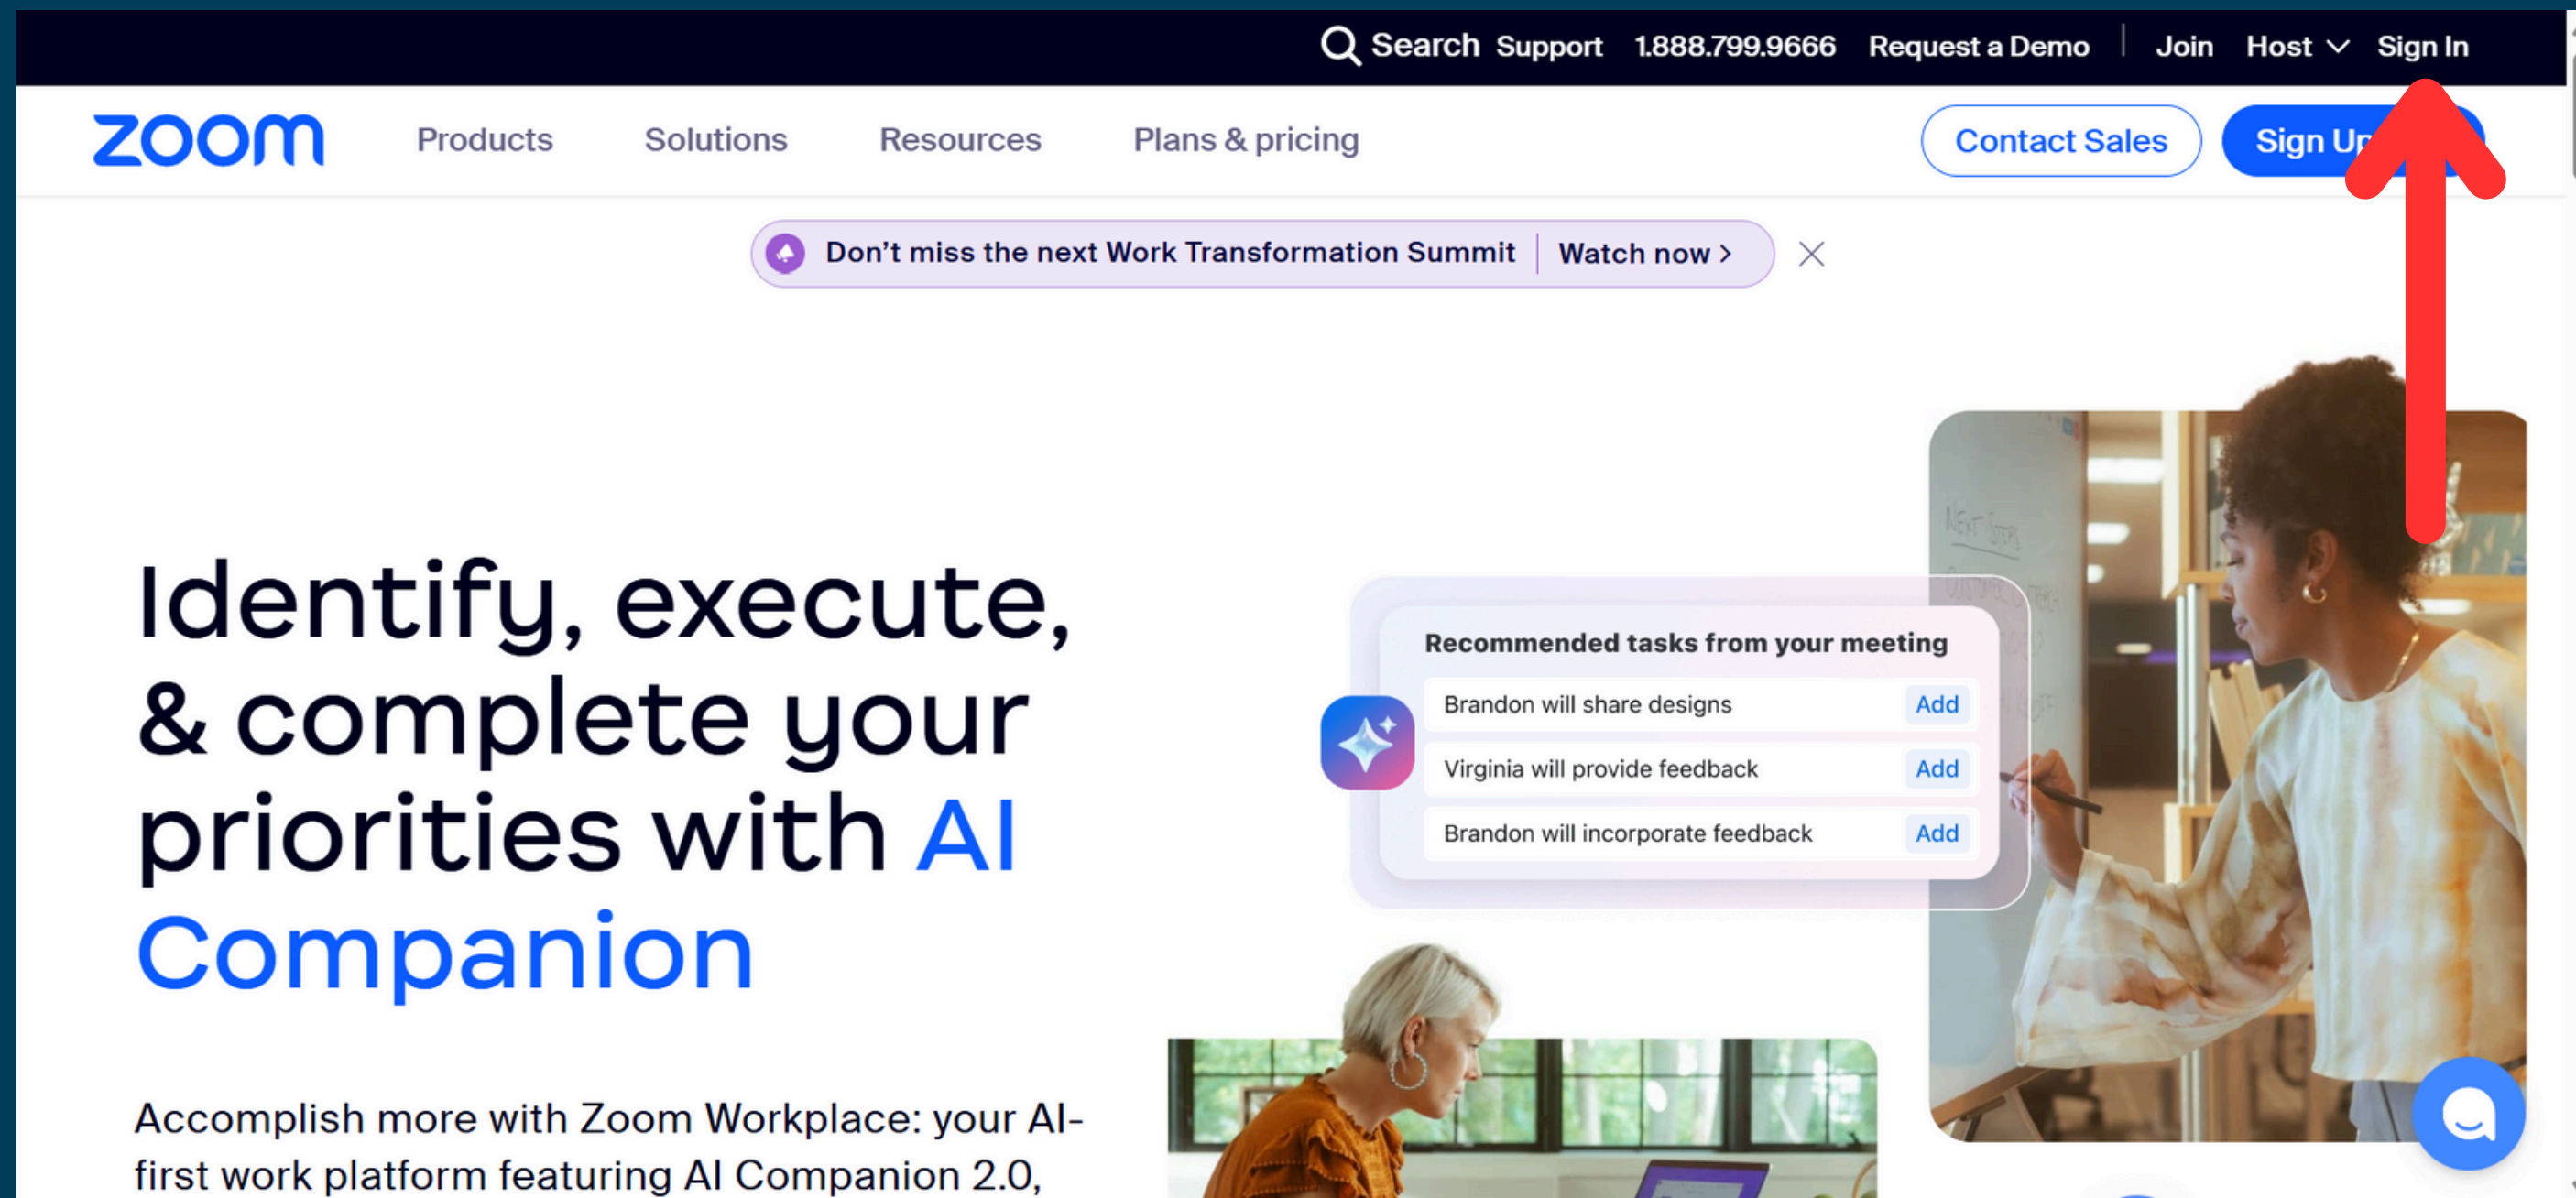 Search Support 1.888.799.9666 Request a Demo Join Host Sign In
zoom Products Solutions Resources Plans & pricing Contact Sales Sign
Don't miss the next Work Transformation Summit Watch now
Identify, execute,
& complete your
priorities with AI
Companion
Accomplish more with Zoom Workplace: your AI-
first work platform featuring AI Companion 2.0,
Recommended tasks from your meeting
Brandon will share designs Add
Virginia will provide feedback Add
Brandon will incorporate feedback Add
NEXT STEPS